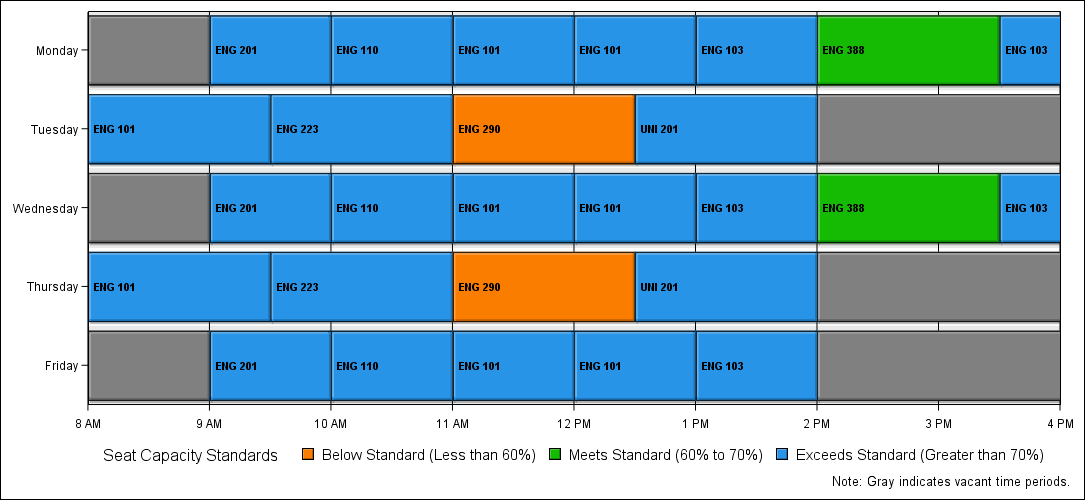 Monday ENG 201 ENG 110 ENG 101 ENG 101 ENG 103 ENG 388 ENG 103
Tuesday ENG 101 ENG 223 ENG 290 UNI 201
Wednesday ENG 201 ENG 110 ENG 101 ENG 101 ENG 103 ENG 388 ENG 103
Thursday ENG 101 ENG 223 ENG 290 UNI 201
Friday ENG 201 ENG 110 ENG 101 ENG 101 ENG 103
8 AM 9 AM 10 AM 11 AM 12 PM 1 PM 2 PM 3 PM 4 PM
Seat Capacity Standards Below Standard (Less than 60%) Meets Standard (60% to 70%) Exceeds Standard (Greater than 70%)
Note: Gray indicates vacant time periods.